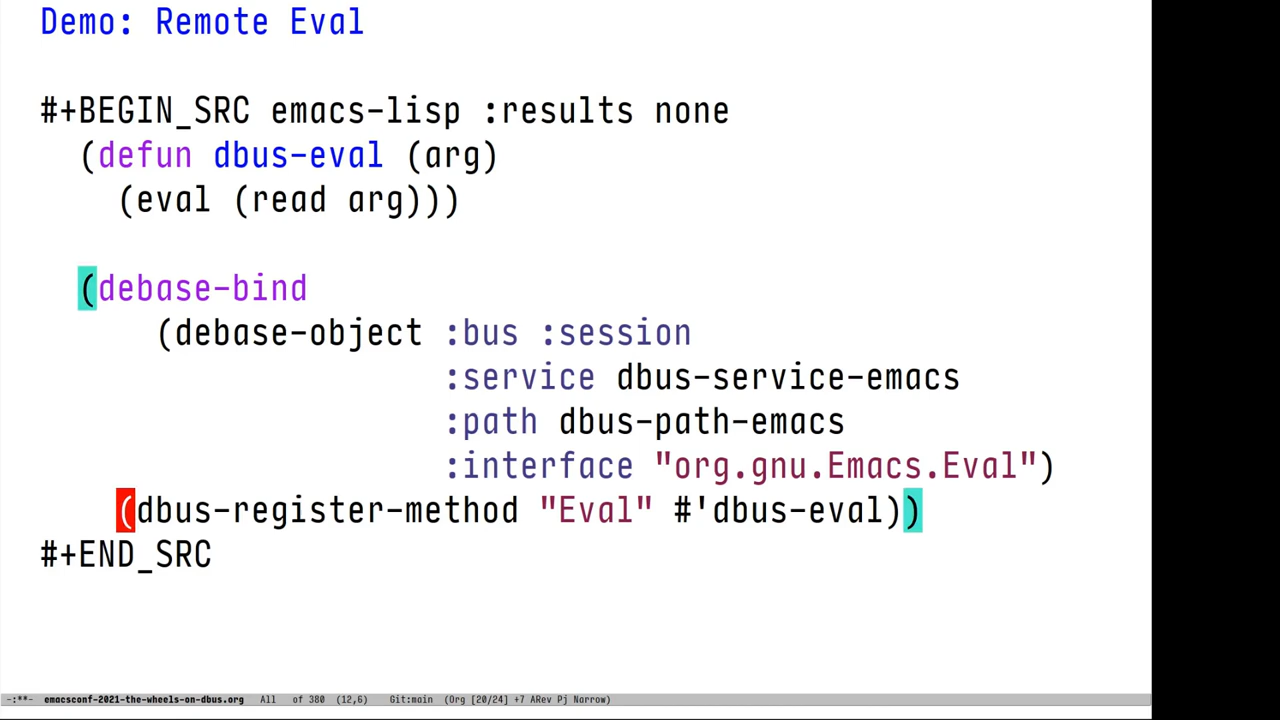 Demo: Remote Eval
#+BEGIN_SRC emacs-lisp :results none
(defun dbus-eval (arg)
(eval (read arg)))
(debase-bind
(debase-object :bus :session
:service dbus-service-emacs
:path dbus-path-emacs
:interface "org.gnu.Emacs.Eval")
(dbus-register-method "Eval" #'dbus-eval))
#+END_SRC
-:**- emacsconf-2021-the-wheels-on-dbus.org All of 380 (12,6) Git:main (Org [20/24] +7 ARev Pj Narrow)